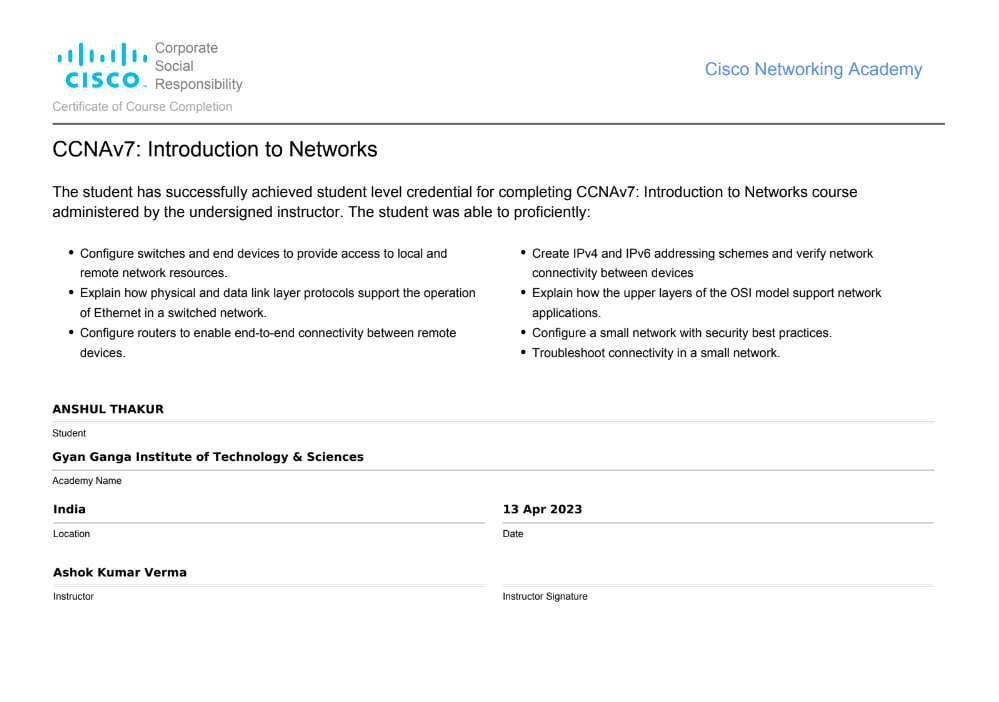 Corporate
Social
CISCO Responsibility
Cisco Networking Academy
Certificate of Course Completion
CCNAv7: Introduction to Networks
The student has successfully achieved student level credential for completing CCNAv7: Introduction to Networks course
administered by the undersigned instructor. The student was able to proficiently:
• Configure switches and end devices to provide access to local and
remote network resources.
• Explain how physical and data link layer protocols support the operation
of Ethernet in a switched network.
• Configure routers to enable end-to-end connectivity between remote
devices.
• Create IPv4 and IPv6 addressing schemes and verify network
connectivity between devices
• Explain how the upper layers of the OSI model support network
applications.
• Configure a small network with security best practices.
• Troubleshoot connectivity in a small network.
ANSHUL THAKUR
Student
Gyan Ganga Institute of Technology & Sciences
Academy Name
India
Location
13 Apr 2023
Date
Ashok Kumar Verma
Instructor
Instructor Signature